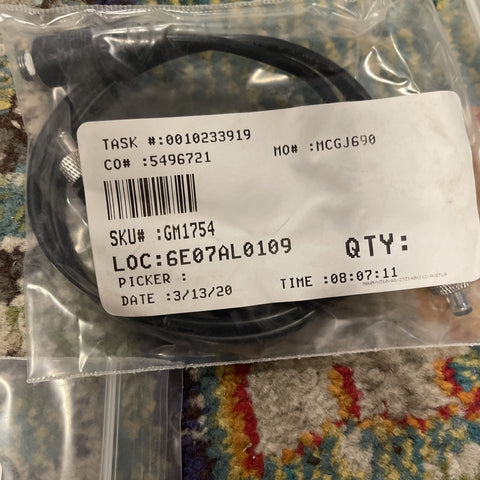 TASK #:0010233919
CO# :5496721
MO# :MCGJ690
SKU# :GM1754
LOC:6E07AL0109
QTY:
PICKER :
TIME :08:07:11
DATE :3/13/20